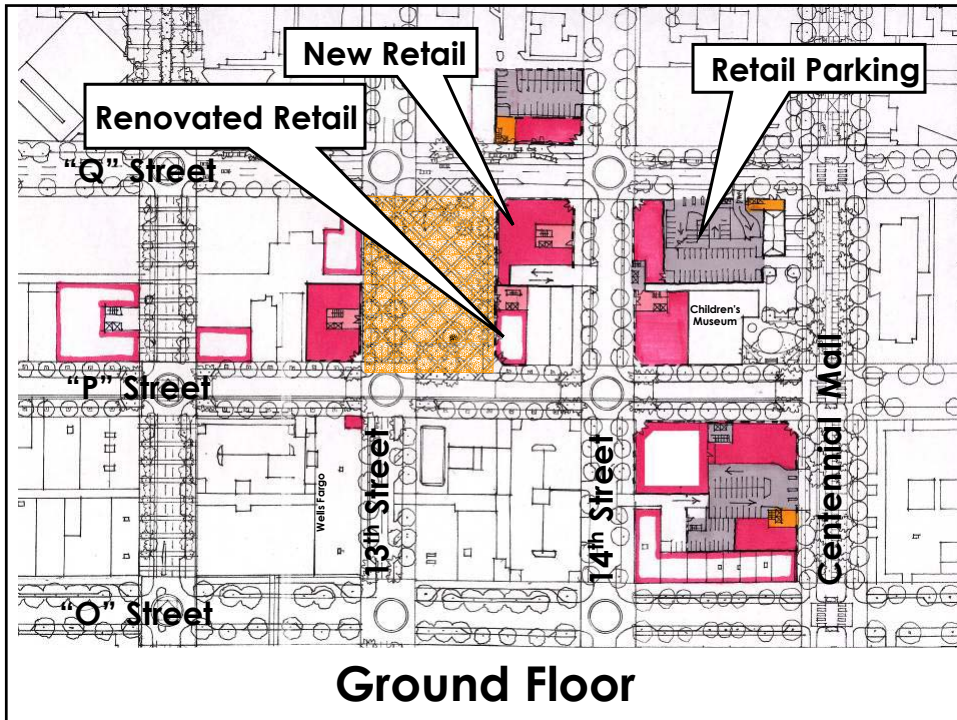 New Retail
Retail Parking
Renovated Retail
“Q” Street
Children's
Museum
“P” Street
Wells Fargo
13th Street
14th Street
Centennial Mall
“O” Street
Ground Floor